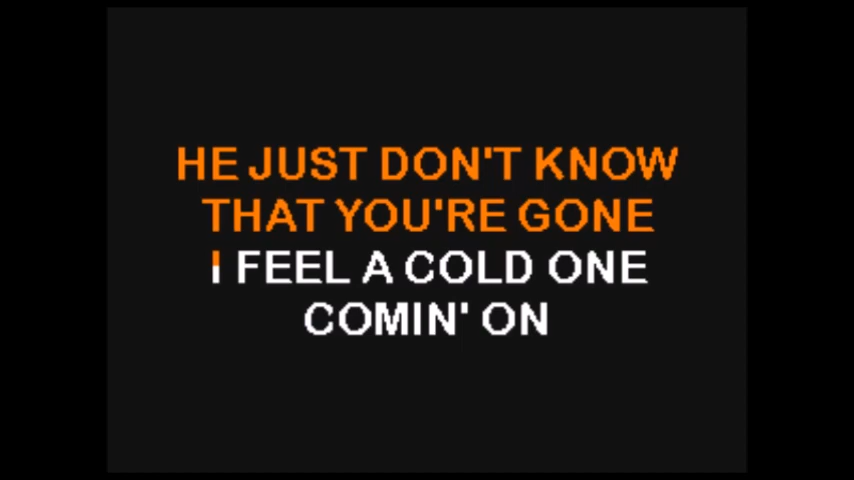 HE JUST DON'T KNOW
THAT YOU'RE GONE
I FEEL A COLD ONE
COMIN' ON